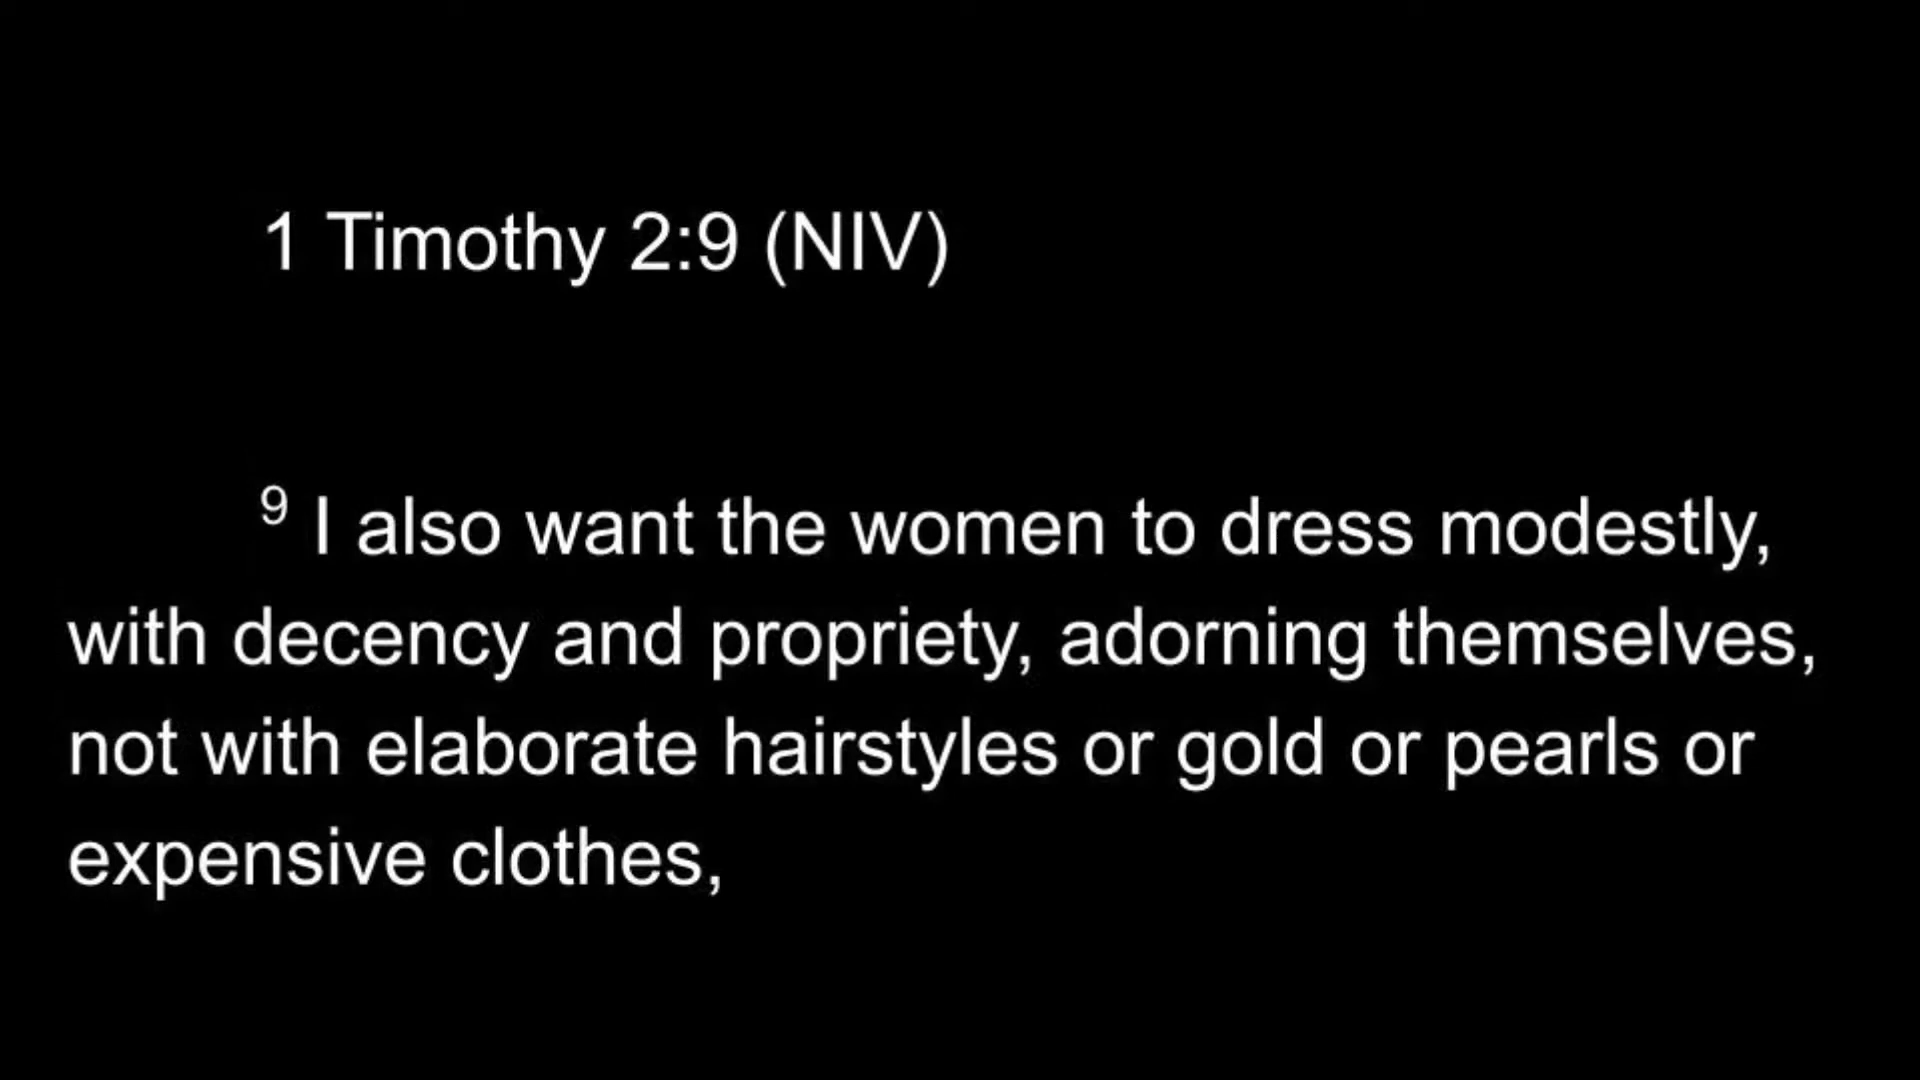 1 Timothy 2:9 (NIV)
9 I also want the women to dress modestly,
with decency and propriety, adorning themselves,
not with elaborate hairstyles or gold or pearls or
expensive clothes,